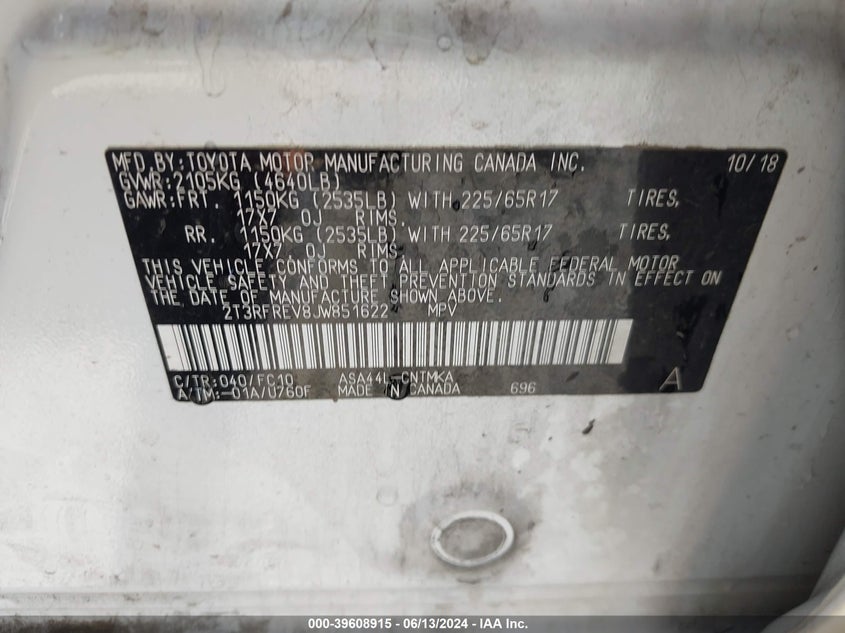 MFD.BY:TOYOTA MOTOR MANUFACTURING CANADA INC. 10/18
GVWR:2105KG (4640LB)
GAWR:FRT. 1150KG (2535LB) WITH 225/65R17 TIRES,
17X7 0J RIMS.
RR. 1150KG (2535LB) WITH 225/65R17 TIRES,
17X7.0J RIMS
THIS VEHICLE CONFORMS TO ALL APPLICABLE FEDERAL MOTOR
VEHICLE SAFETY AND THEFT PREVENTION STANDARDS IN EFFECT ON
THE DATE OF MANUFACTURE SHOWN ABOVE.
2T3RFREV8JW851622 MPV
C/TR:040/FC10 ASA44L-CNTMKA
A/TM:-01A/U760F MADE IN CANADA 696 A
000-39608915 - 06/13/2024 - IAA Inc.